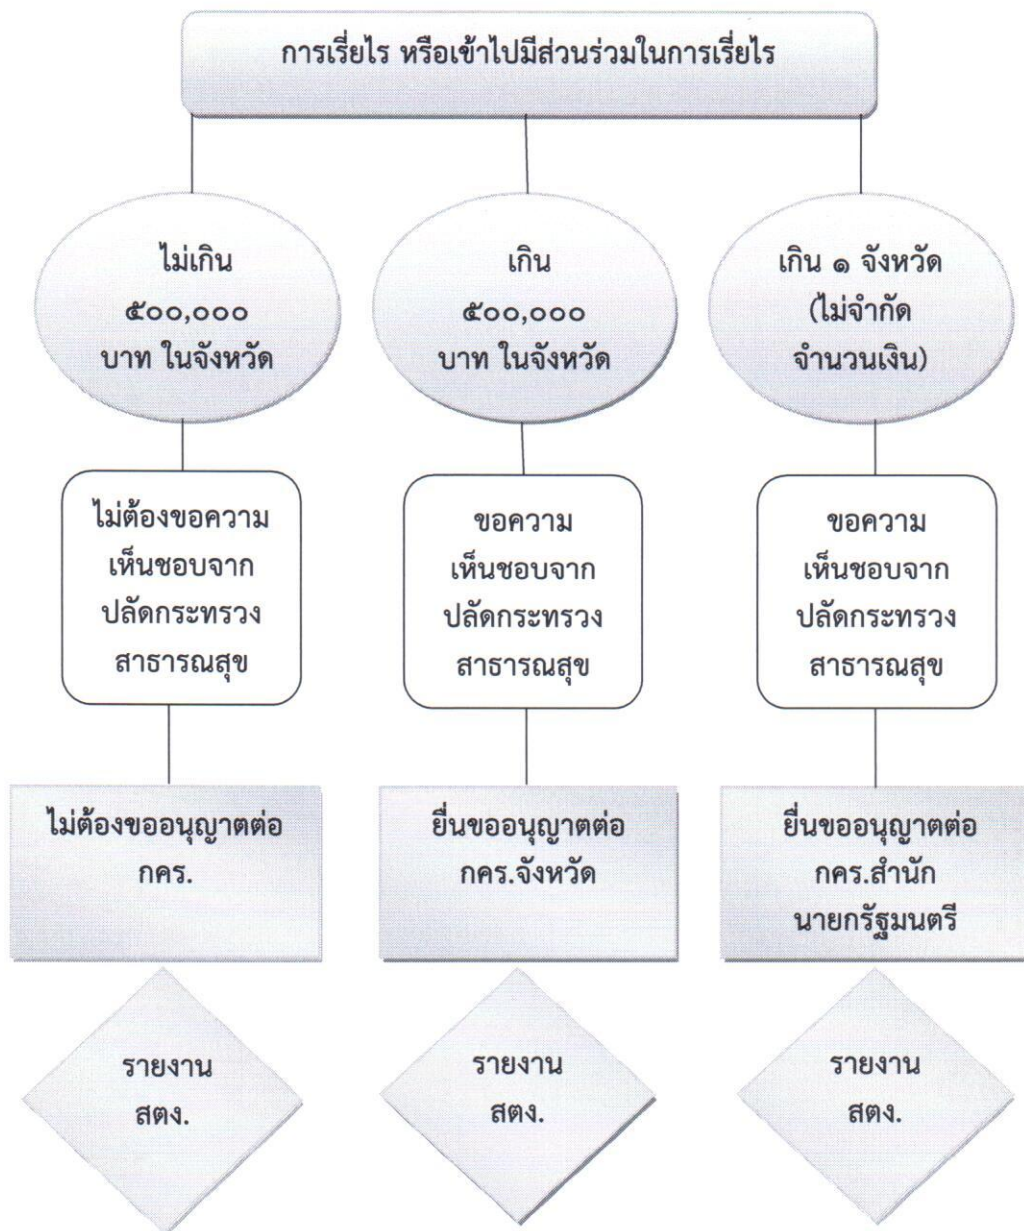 การเรี่ยไร หรือเข้าไปมีส่วนร่วมในการเรี่ยไร
ไม่เกิน
๕๐๐,๐๐๐
บาท ในจังหวัด
เกิน
๕๐๐,๐๐๐
บาท ในจังหวัด
เกิน ๑ จังหวัด
(ไม่จำกัด
จำนวนเงิน)
ไม่ต้องขอความ
เห็นชอบจาก
ปลัดกระทรวง
สาธารณสุข
ขอความ
เห็นชอบจาก
ปลัดกระทรวง
สาธารณสุข
ขอความ
เห็นชอบจาก
ปลัดกระทรวง
สาธารณสุข
ไม่ต้องขออนุญาตต่อ
กคร.
ยื่นขออนุญาตต่อ
กคร.จังหวัด
ยื่นขออนุญาตต่อ
กคร.สำนัก
นายกรัฐมนตรี
รายงาน
สตง.
รายงาน
สตง.
รายงาน
สตง.